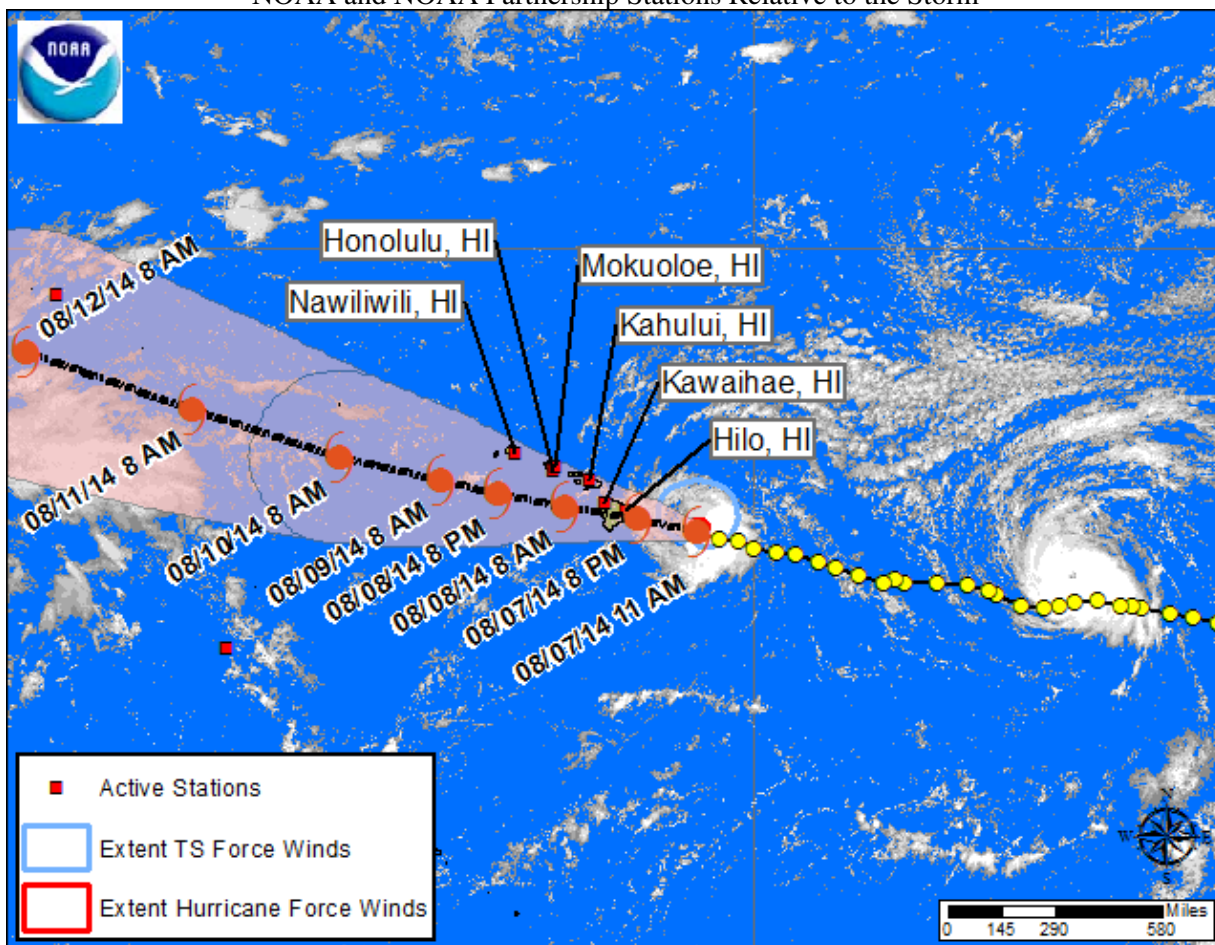 NOAA and NOAA Partnership Stations Relative to the Storm
NOAA
Honolulu, HI
Mokuoloe, HI
Nawiliwili, HI
Kahului, HI
Kawaihae, HI
Hilo, HI
08/12/14 8 AM
08/11/14 8 AM
08/10/14 8 AM
08/09/14 8 AM
08/08/14 8 PM
08/08/14 8 AM
08/07/14 8 PM
08/07/14 11 AM
Active Stations
Extent TS Force Winds
Extent Hurricane Force Winds
N
W E
S
Miles
0 145 290 580